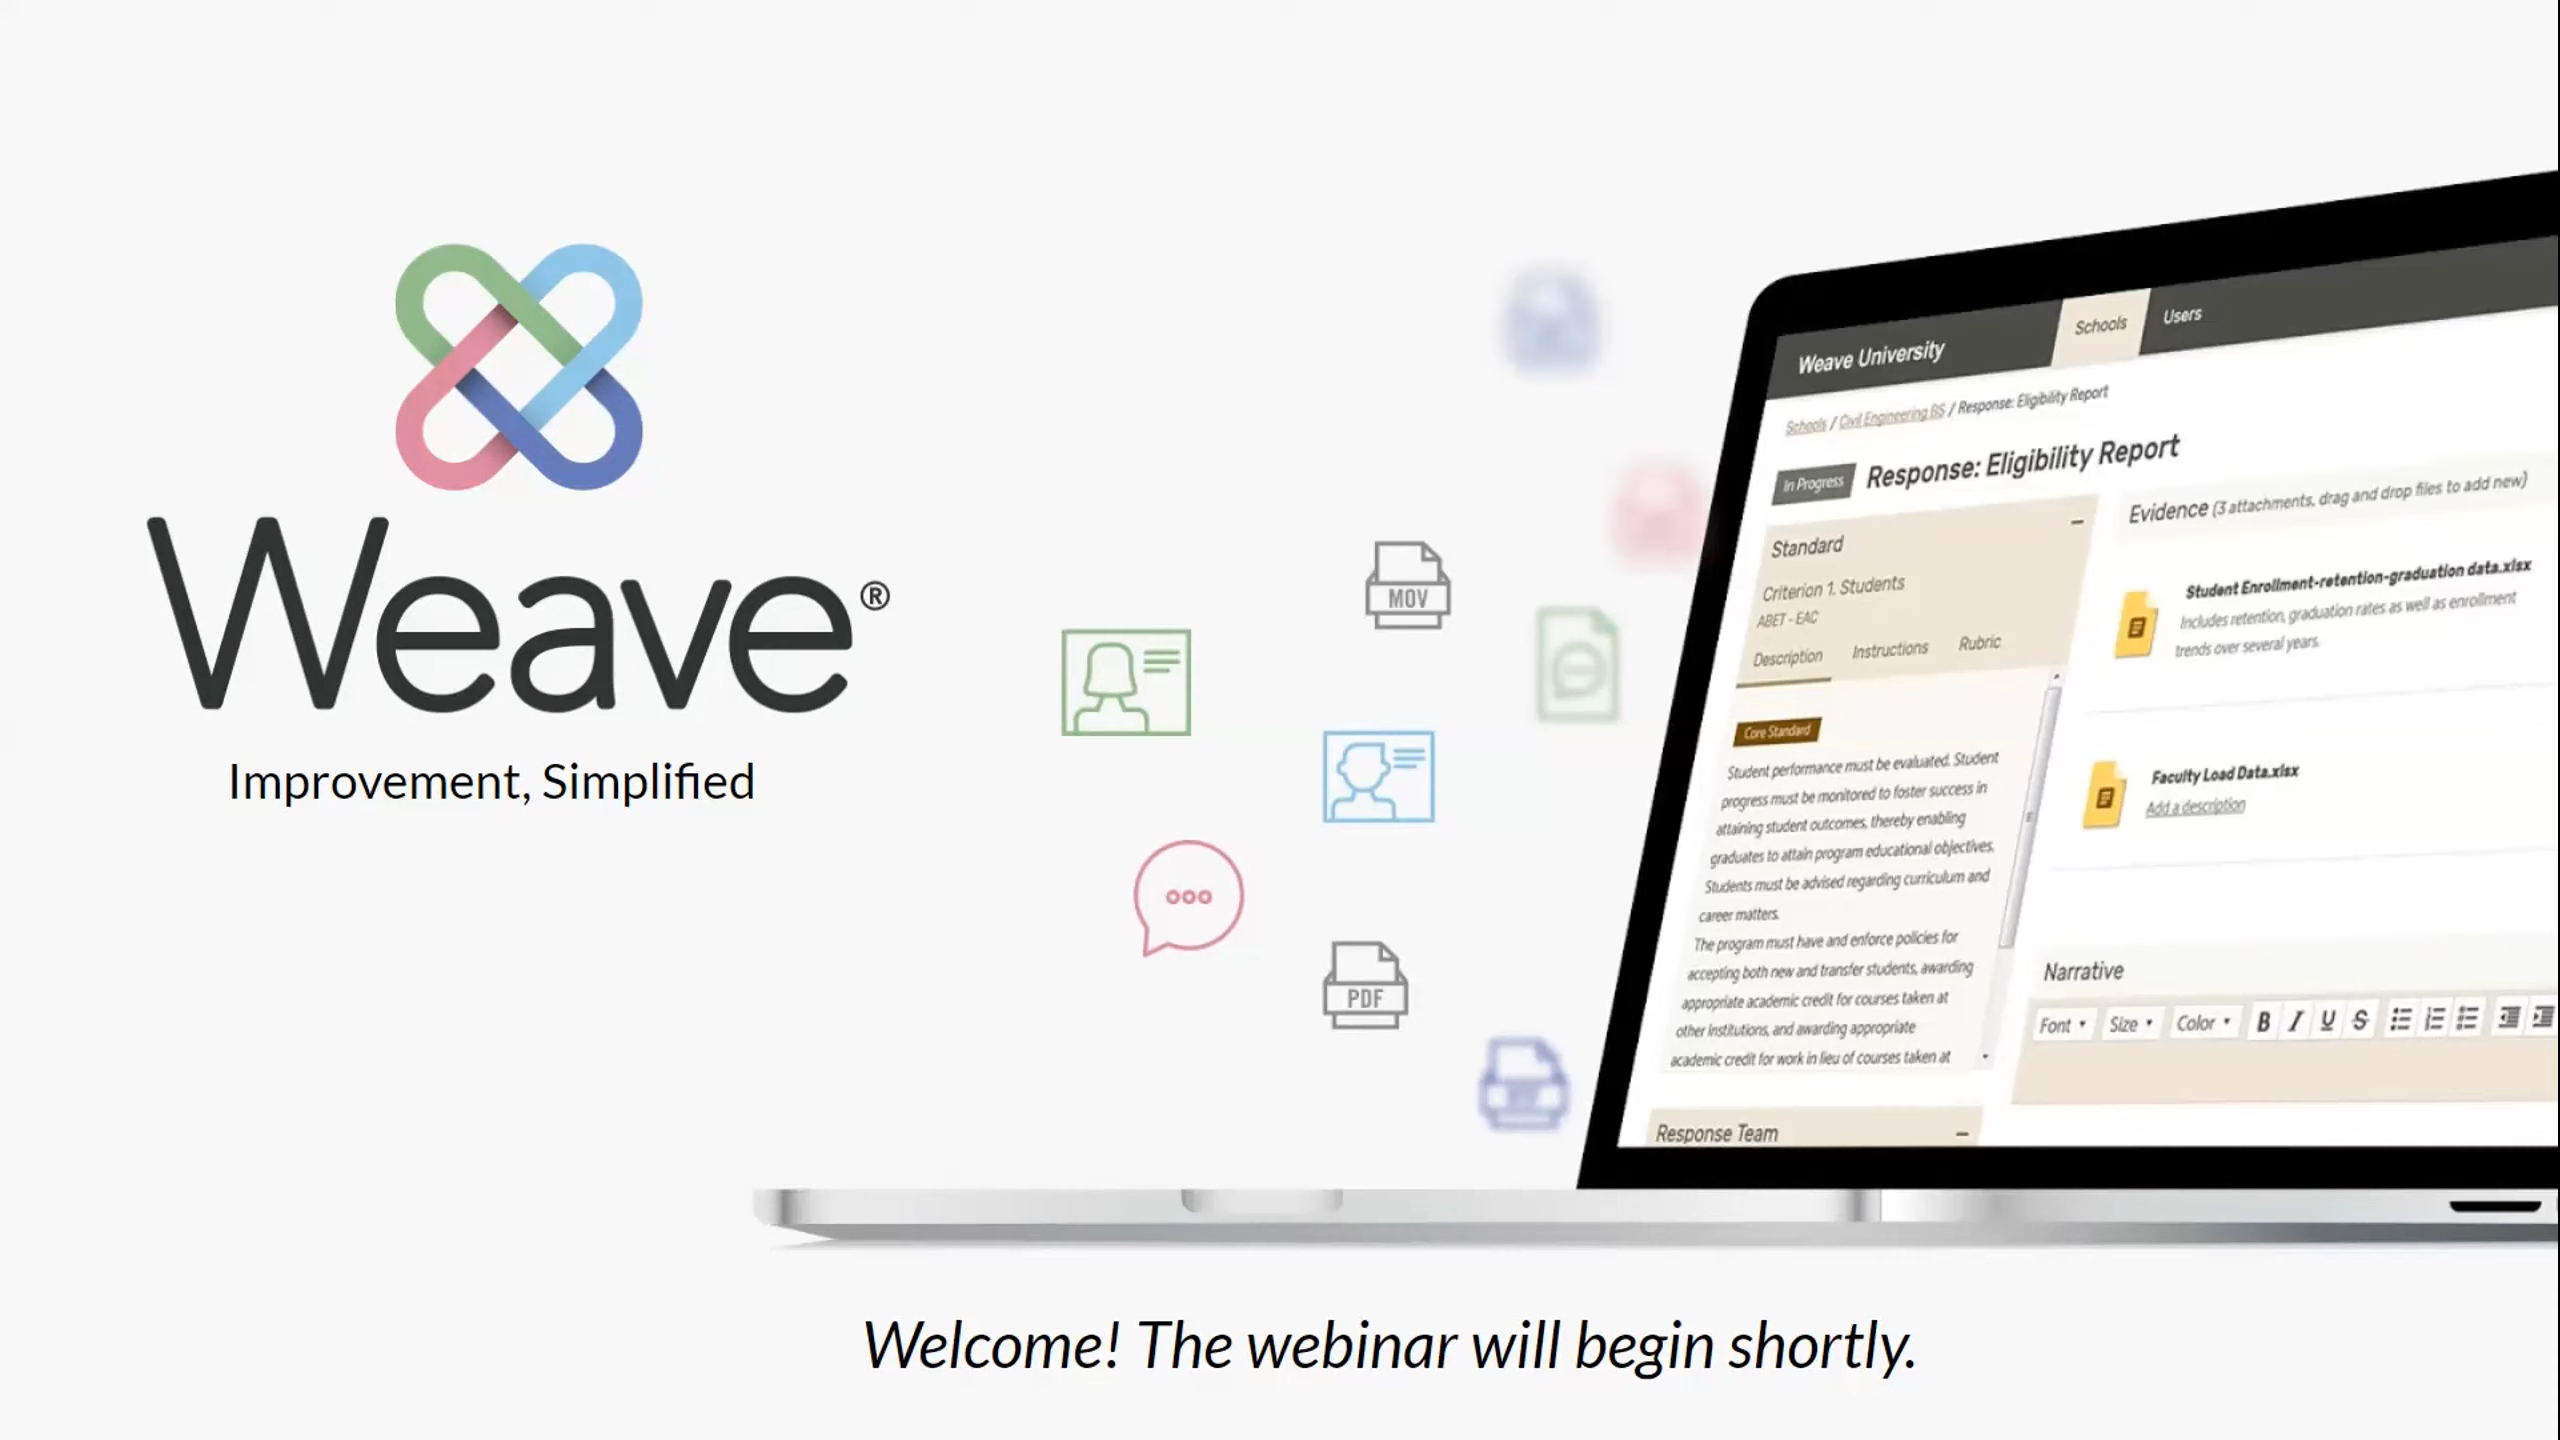 Weave®
Improvement, Simplified
MOV
PDF
Weave University
Schools
Users
Schools / Civil Engineering BS / Response: Eligibility Report
In Progress
Response: Eligibility Report
Standard
Criterion 1. Students
ABET - EAC
Description
Instructions
Rubric
Core Standard
Student performance must be evaluated. Student
progress must be monitored to foster success in
attaining student outcomes, thereby enabling
graduates to attain program educational objectives.
Students must be advised regarding curriculum and
career matters.
The program must have and enforce policies for
accepting both new and transfer students, awarding
appropriate academic credit for courses taken at
other institutions, and awarding appropriate
academic credit for work in lieu of courses taken at
Response Team
Evidence (3 attachments, drag and drop files to add new)
Student Enrollment-retention-graduation data.xlsx
Includes retention, graduation rates as well as enrollment
trends over several years.
Faculty Load Data.xlsx
Add a description
Narrative
Font
Size
Color
B I U S
Welcome! The webinar will begin shortly.